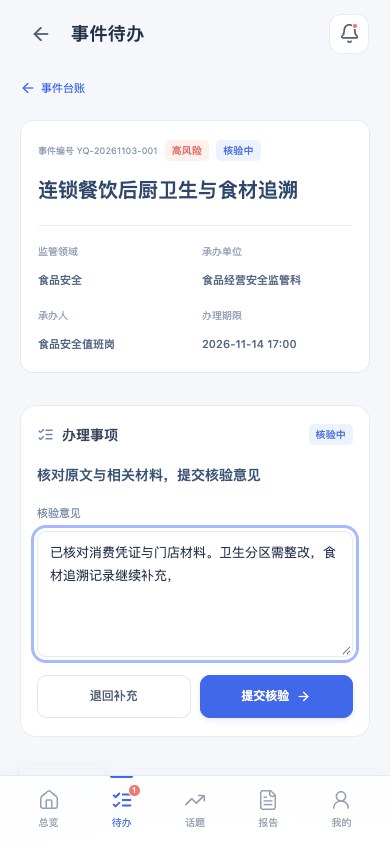 事件待办
事件台账
事件编号 YQ-20261103-001 高风险 核验中
连锁餐饮后厨卫生与食材追溯
监管领域 承办单位
食品安全 食品经营安全监管科
承办人 办理期限
食品安全值班岗 2026-11-14 17:00
办理事项 核验中
核对原文与相关材料，提交核验意见
核验意见
已核对消费凭证与门店材料。卫生分区需整改，食
材追溯记录继续补充，
退回补充 提交核验
1
总览 待办 话题 报告 我的